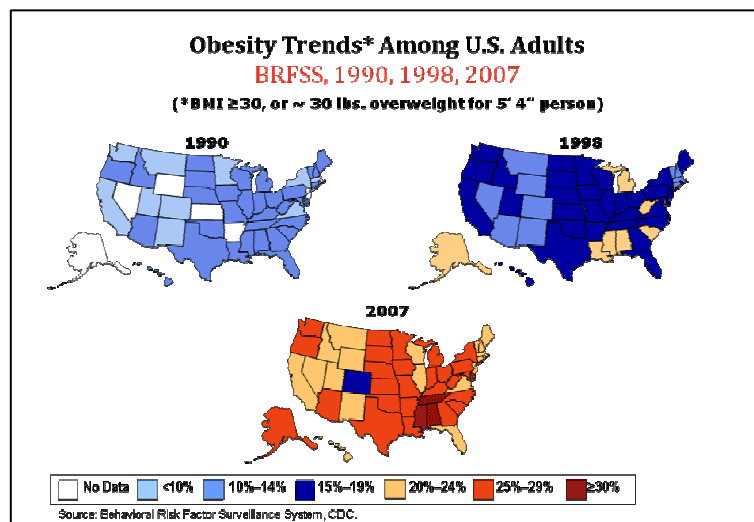 Obesity Trends* Among U.S. Adults
BRFSS, 1990, 1998, 2007
(*BMI ≥30, or ~ 30 lbs. overweight for 5' 4" person)
1990
1998
2007
No Data
<10%
10%–14%
15%–19%
20%–24%
25%–29%
≥30%
Source: Behavioral Risk Factor Surveillance System, CDC.